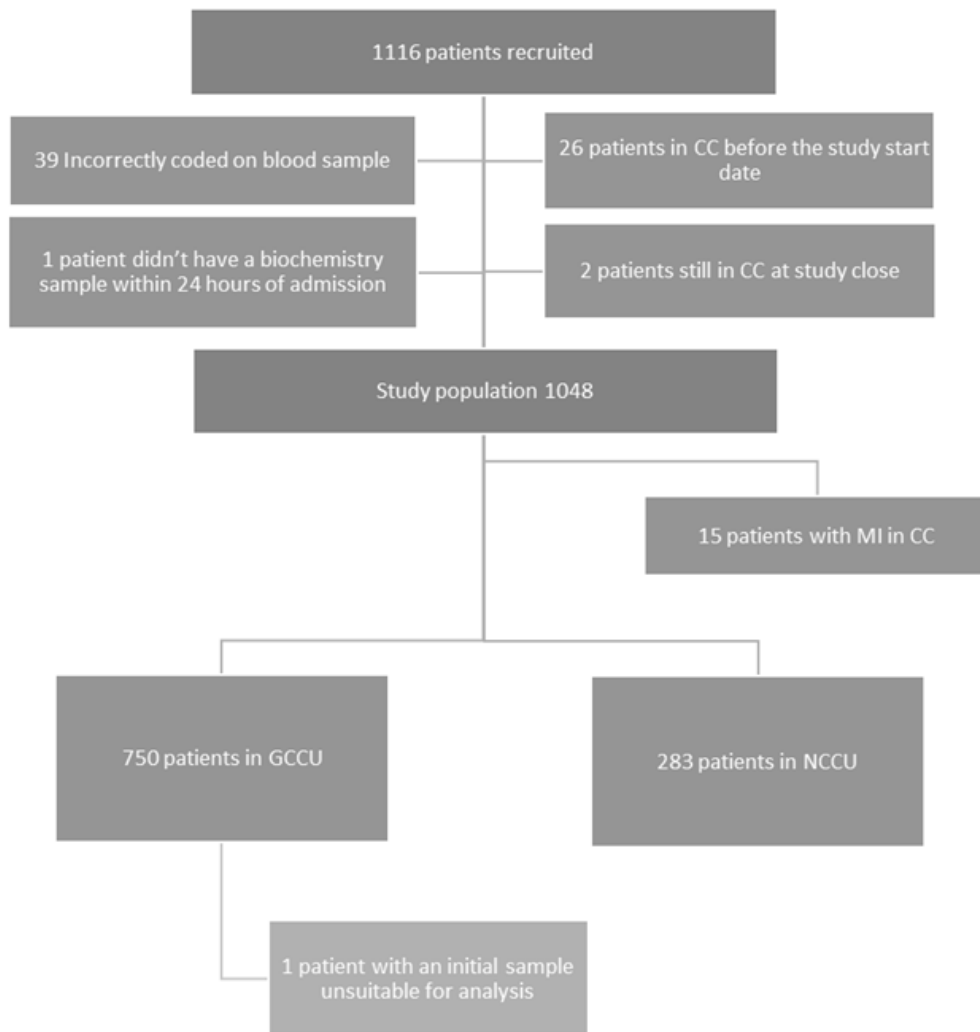 1116 patients recruited
39 Incorrectly coded on blood sample
26 patients in CC before the study start
date
1 patient didn’t have a biochemistry
sample within 24 hours of admission
2 patients still in CC at study close
Study population 1048
15 patients with MI in CC
750 patients in GCCU
283 patients in NCCU
1 patient with an initial sample
unsuitable for analysis